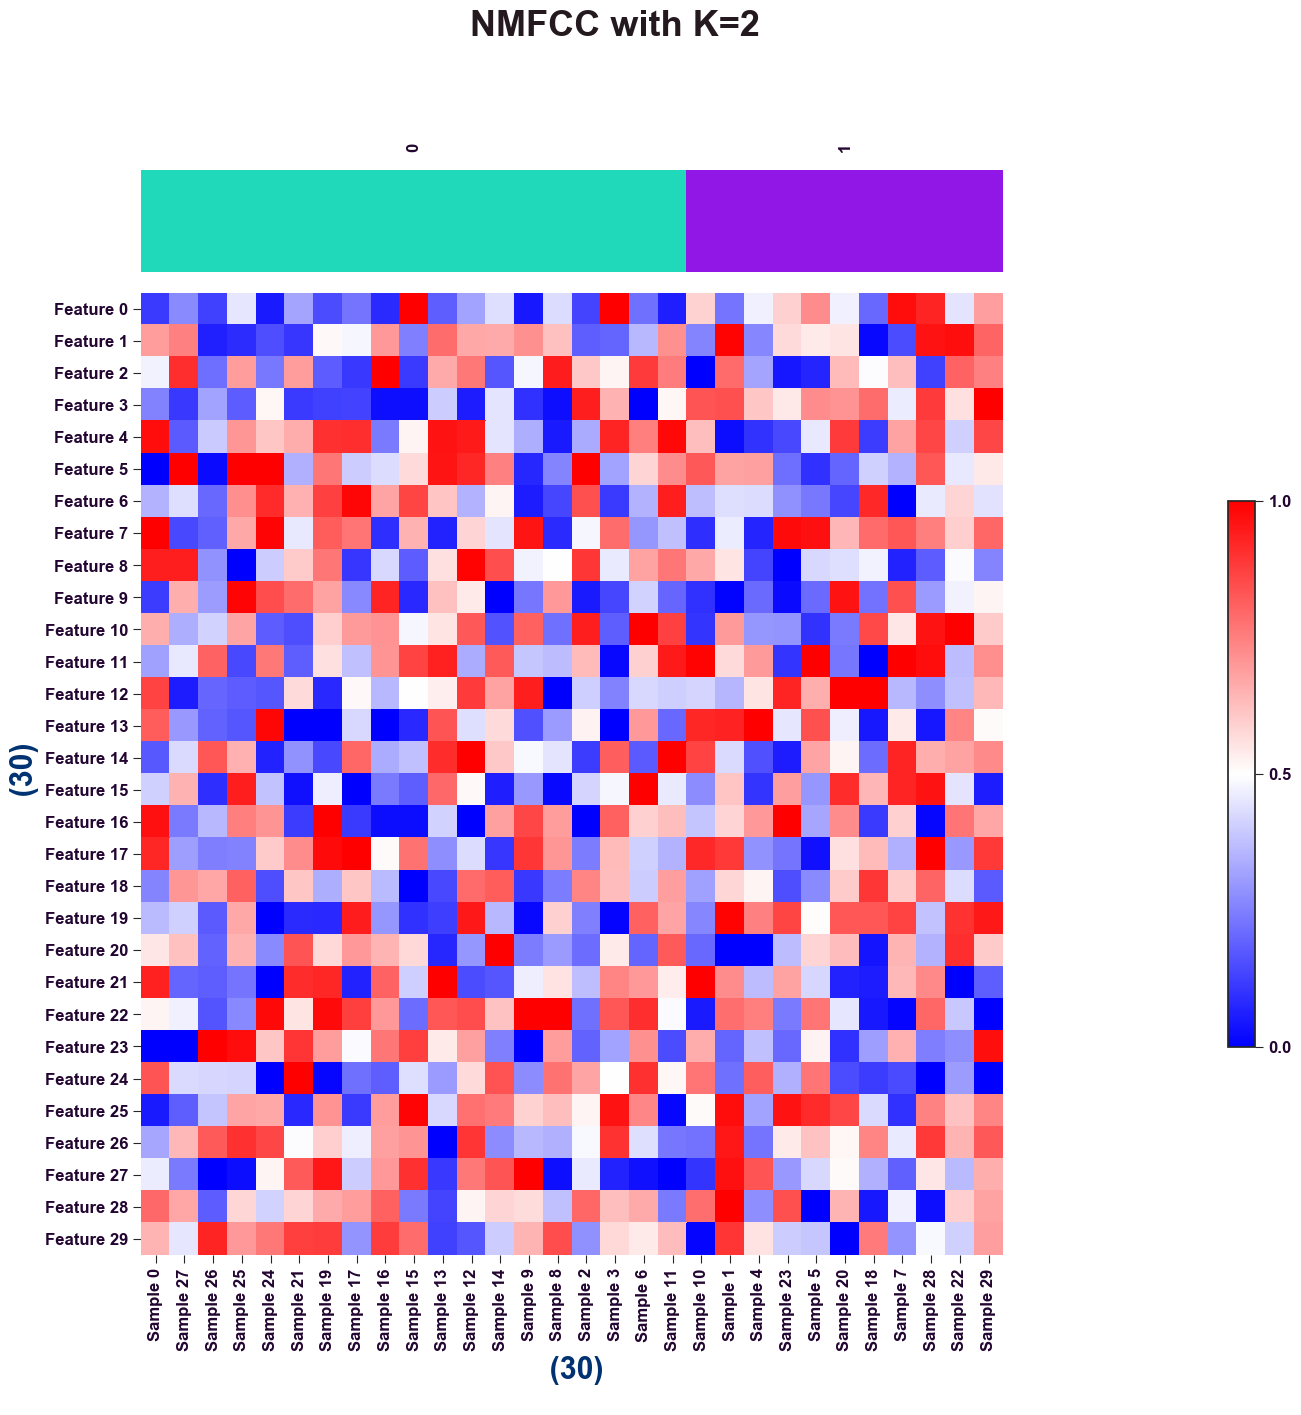 NMFCC with K=2
0
1
Feature 0
Feature 1
Feature 2
Feature 3
Feature 4
Feature 5
Feature 6
Feature 7
Feature 8
Feature 9
Feature 10
Feature 11
Feature 12
Feature 13
Feature 14
Feature 15
Feature 16
Feature 17
Feature 18
Feature 19
Feature 20
Feature 21
Feature 22
Feature 23
Feature 24
Feature 25
Feature 26
Feature 27
Feature 28
Feature 29
(30)
1.0
0.5
0.0
Sample 0
Sample 27
Sample 26
Sample 25
Sample 24
Sample 21
Sample 19
Sample 17
Sample 16
Sample 15
Sample 13
Sample 12
Sample 14
Sample 9
Sample 8
Sample 2
Sample 3
Sample 6
Sample 11
Sample 10
Sample 1
Sample 4
Sample 23
Sample 5
Sample 20
Sample 18
Sample 7
Sample 28
Sample 22
Sample 29
(30)